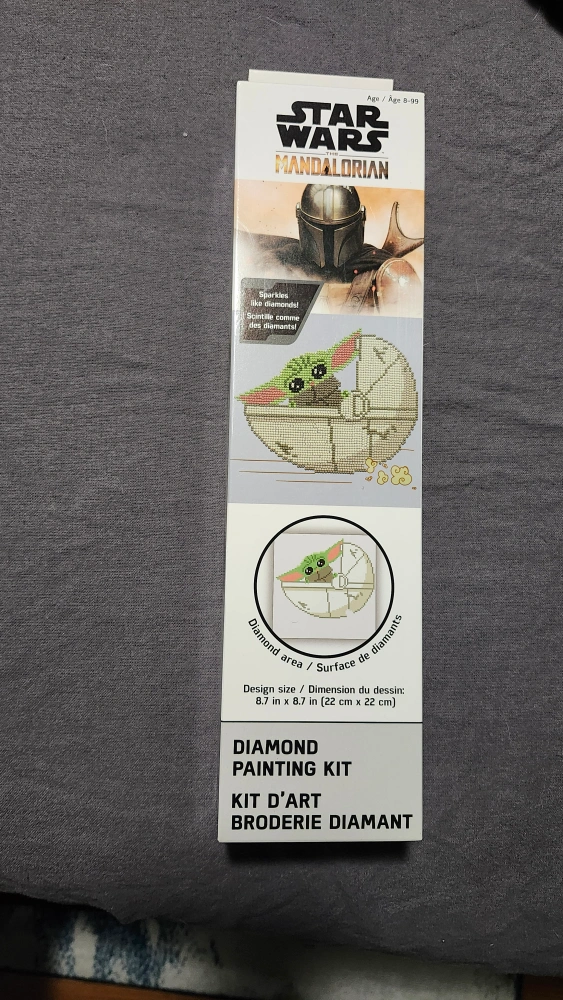 Age / Âge 8-99
STAR
WARS
THE
MANDALORIAN
Sparkles
like diamonds!
Scintille comme
des diamants!
Diamond area / Surface de diamants
Design size / Dimension du dessin:
8.7 in x 8.7 in (22 cm x 22 cm)
DIAMOND
PAINTING KIT
KIT D'ART
BRODERIE DIAMANT